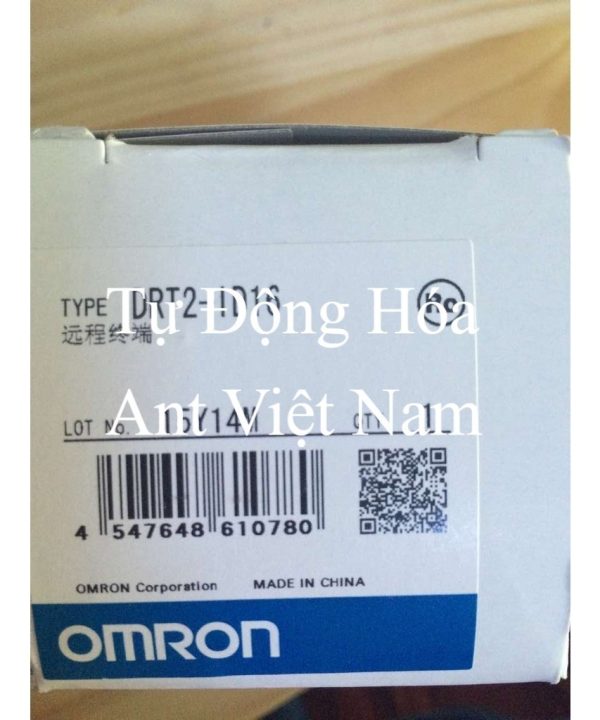 TYPE DRT2-ID16
远程终端
Tự Động Hóa
Ant Việt Nam
LOT No. 15Y14M QTY. 1
4 547648 610780
OMRON Corporation MADE IN CHINA
OMRON